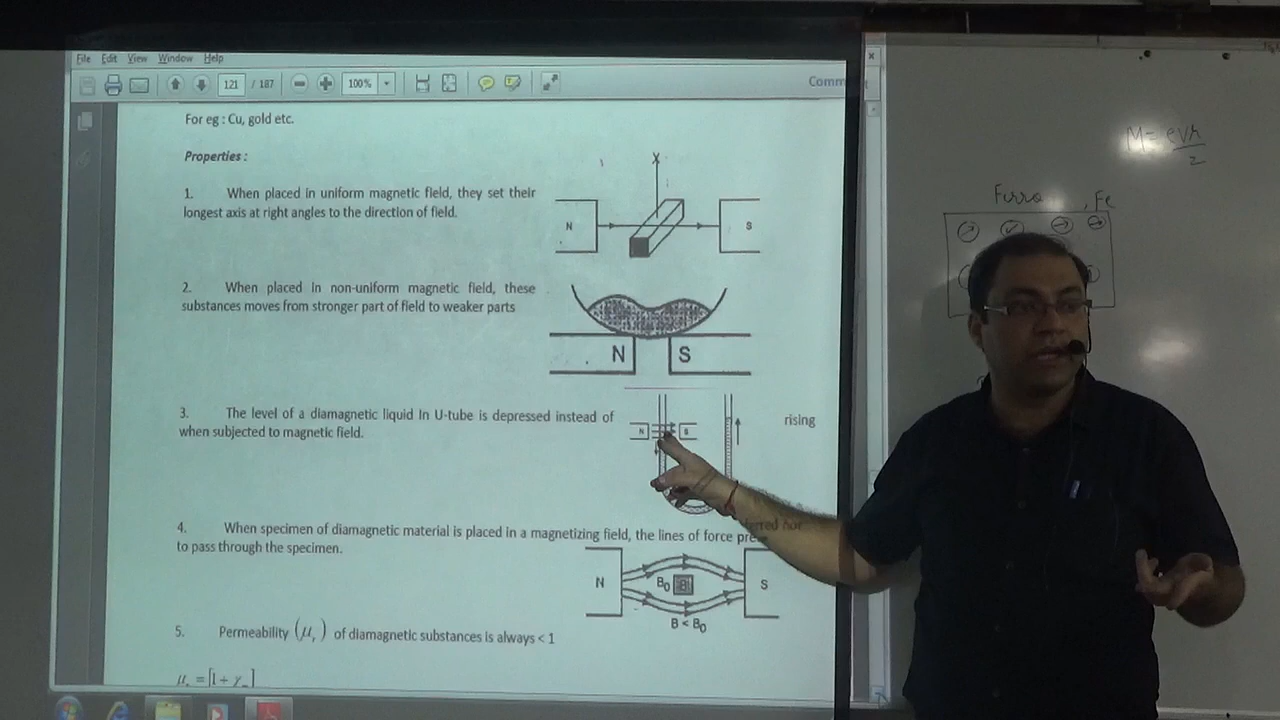 File Edit View Window Help
121 / 187 100% Comm
For eg : Cu, gold etc.
Properties :
1. When placed in uniform magnetic field, they set their
longest axis at right angles to the direction of field.
N S
2. When placed in non-uniform magnetic field, these
substances moves from stronger part of field to weaker parts
N S
3. The level of a diamagnetic liquid in U-tube is depressed instead of rising
when subjected to magnetic field.
N S
4. When specimen of diamagnetic material is placed in a magnetizing field, the lines of force
to pass through the specimen.
N B₀ B S
B < B₀
5. Permeability (μᵣ) of diamagnetic substances is always < 1
M = evr/2
Ferro , Fe